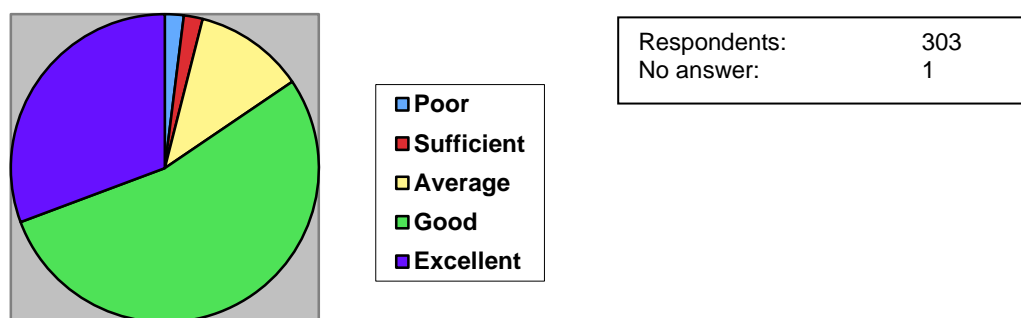 Poor
Sufficient
Average
Good
Excellent
Respondents: 303
No answer: 1